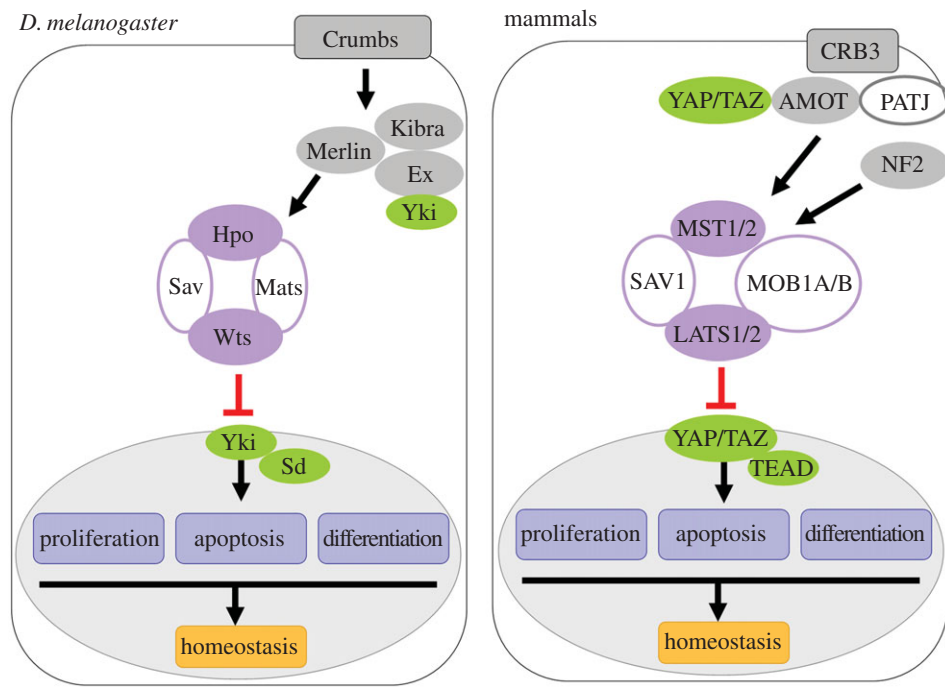 D. melanogaster
Crumbs
Kibra
Merlin
Ex
Yki
Hpo
Sav
Mats
Wts
Yki
Sd
proliferation
apoptosis
differentiation
homeostasis
mammals
CRB3
YAP/TAZ
AMOT
PATJ
NF2
MST1/2
SAV1
MOB1A/B
LATS1/2
YAP/TAZ
TEAD
proliferation
apoptosis
differentiation
homeostasis